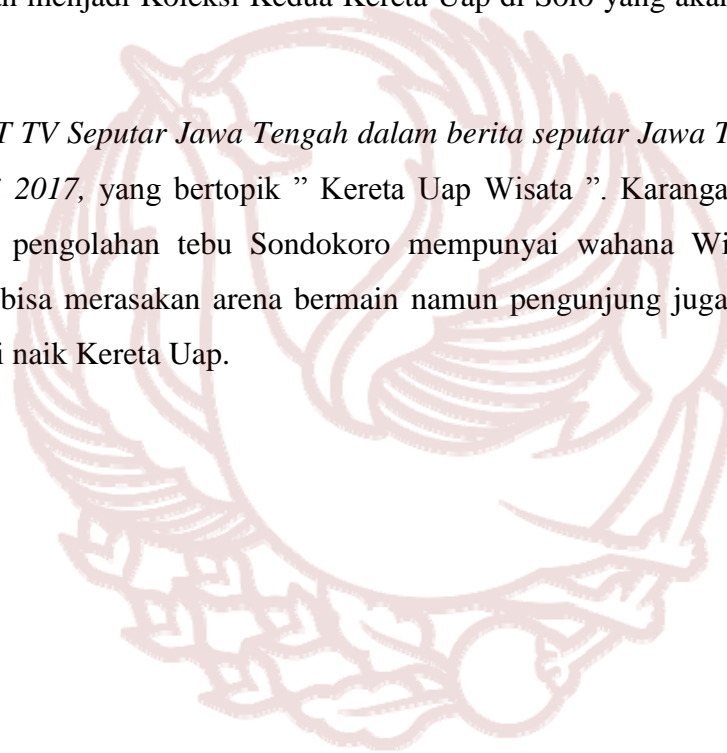 menjadi Koleksi Kedua Kereta Uap di Solo yang akan
TV Seputar Jawa Tengah dalam berita seputar Jawa
2017, yang bertopik ” Kereta Uap Wisata ”.
pengolahan tebu Sondokoro mempunyai wahana
bisa merasakan arena bermain namun pengunjung juga
naik Kereta Uap.